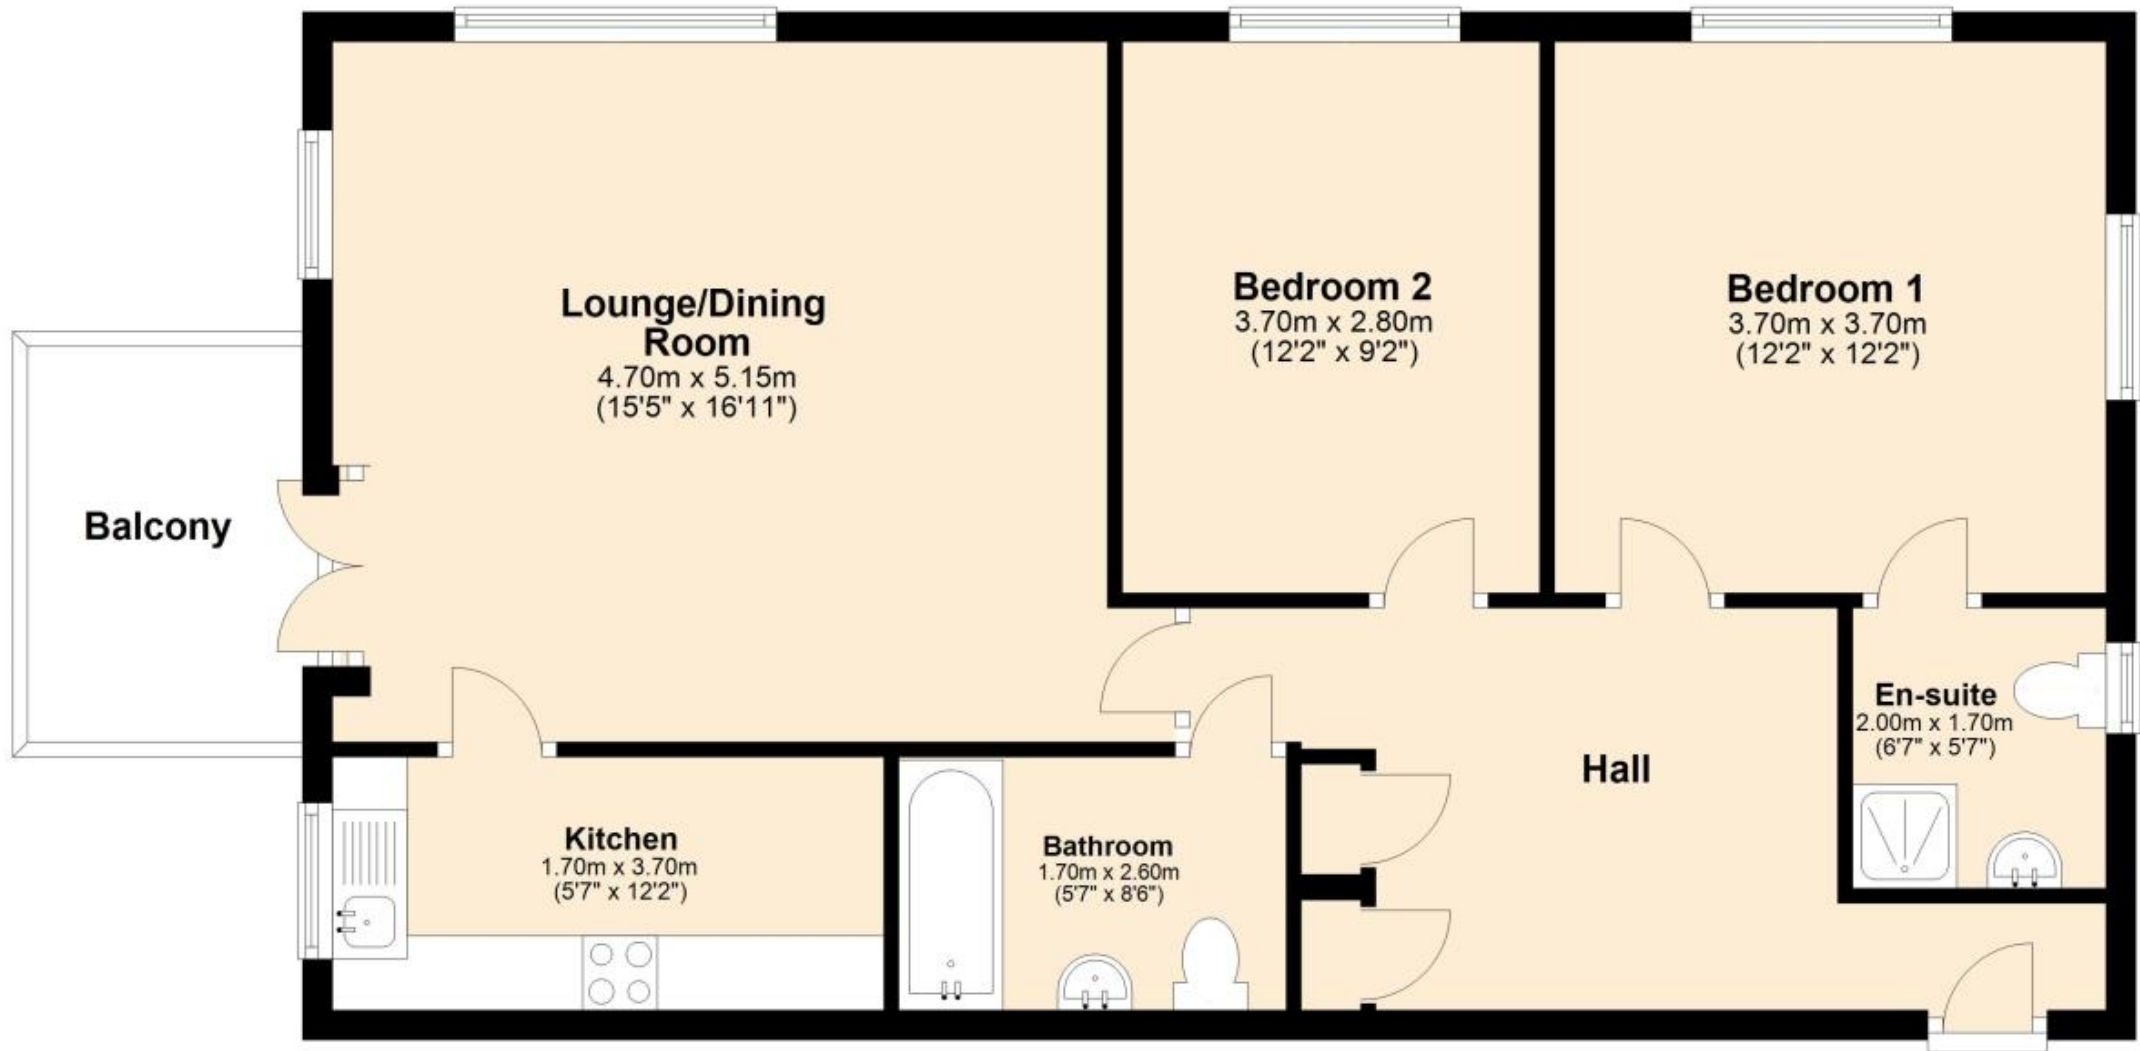 Lounge/Dining
Room
4.70m x 5.15m
(15'5" x 16'11")
Bedroom 2
3.70m x 2.80m
(12'2" x 9'2")
Bedroom 1
3.70m x 3.70m
(12'2" x 12'2")
Balcony
En-suite
2.00m x 1.70m
(6'7" x 5'7")
Hall
Kitchen
1.70m x 3.70m
(5'7" x 12'2")
Bathroom
1.70m x 2.60m
(5'7" x 8'6")